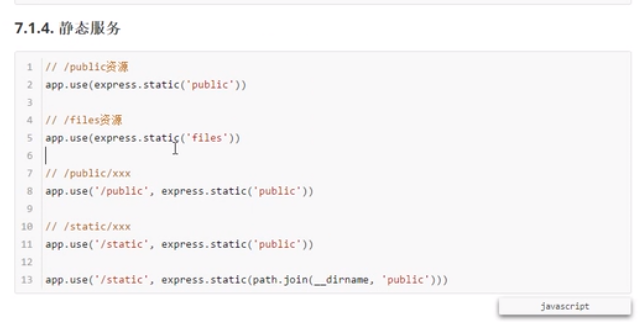 7.1.4. 静态服务
1 // /public资源
2 app.use(express.static('public'))
3
4 // /files资源
5 app.use(express.static('files'))
6
7 // /public/xxx
8 app.use('/public', express.static('public'))
9
10 // /static/xxx
11 app.use('/static', express.static('public'))
12
13 app.use('/static', express.static(path.join(__dirname, 'public')))
javascript